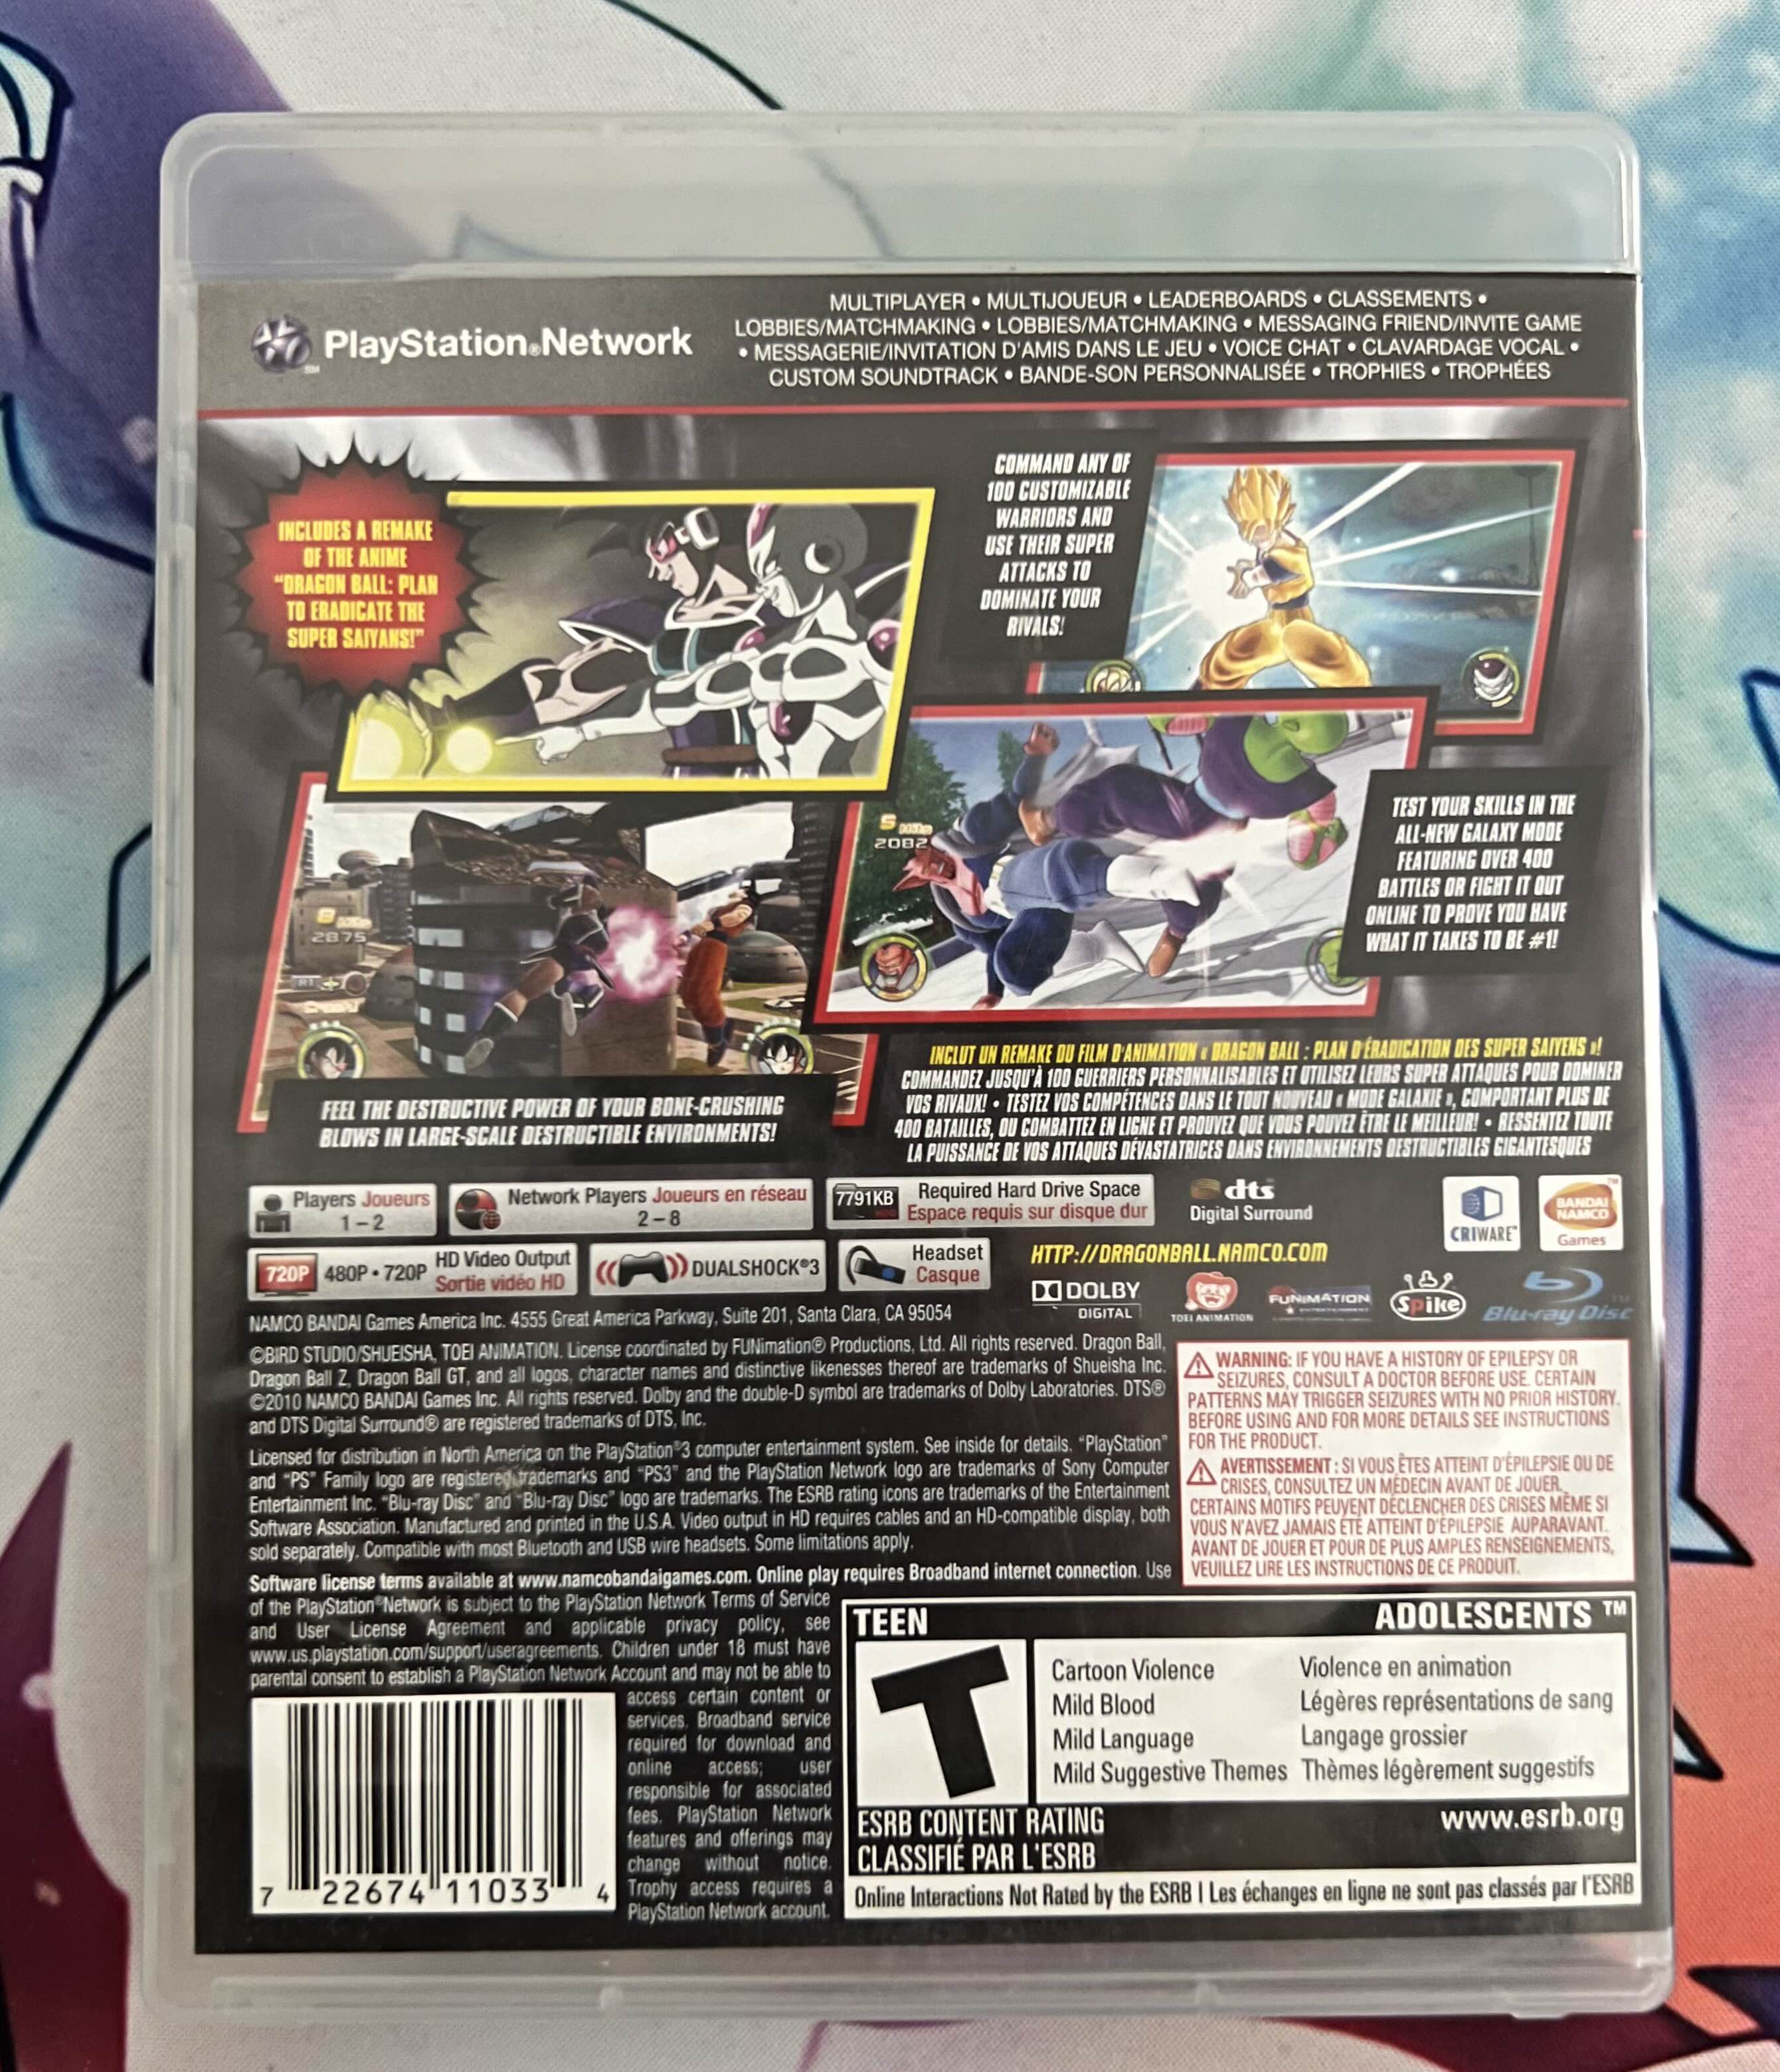 PlayStation®Network
SM
MULTIPLAYER • MULTIJOUEUR • LEADERBOARDS • CLASSEMENTS •
LOBBIES/MATCHMAKING • LOBBIES/MATCHMAKING • MESSAGING FRIEND/INVITE GAME
• MESSAGERIE/INVITATION D'AMIS DANS LE JEU • VOICE CHAT • CLAVARDAGE VOCAL •
CUSTOM SOUNDTRACK • BANDE-SON PERSONNALISÉE • TROPHIES • TROPHÉES
INCLUDES A REMAKE
OF THE ANIME
"DRAGON BALL: PLAN
TO ERADICATE THE
SUPER SAIYANS!"
COMMAND ANY OF
100 CUSTOMIZABLE
WARRIORS AND
USE THEIR SUPER
ATTACKS TO
DOMINATE YOUR
RIVALS!
5
2082
TEST YOUR SKILLS IN THE
ALL-NEW GALAXY MODE
FEATURING OVER 400
BATTLES OR FIGHT IT OUT
ONLINE TO PROVE YOU HAVE
WHAT IT TAKES TO BE #1!
8
2875
FEEL THE DESTRUCTIVE POWER OF YOUR BONE-CRUSHING
BLOWS IN LARGE-SCALE DESTRUCTIBLE ENVIRONMENTS!
INCLUT UN REMAKE DU FILM D'ANIMATION « DRAGON BALL : PLAN D'ÉRADICATION DES SUPER SAIYENS »!
COMMANDEZ JUSQU'À 100 GUERRIERS PERSONNALISABLES ET UTILISEZ LEURS SUPER ATTAQUES POUR DOMINER
VOS RIVAUX! • TESTEZ VOS COMPÉTENCES DANS LE TOUT NOUVEAU « MODE GALAXIE », COMPORTANT PLUS DE
400 BATAILLES, OU COMBATTEZ EN LIGNE ET PROUVEZ QUE VOUS POUVEZ ÊTRE LE MEILLEUR! • RESSENTEZ TOUTE
LA PUISSANCE DE VOS ATTAQUES DÉVASTATRICES DANS ENVIRONNEMENTS DESTRUCTIBLES GIGANTESQUES
Players Joueurs
1 – 2
Network Players Joueurs en réseau
2 – 8
7791KB
Required Hard Drive Space
Espace requis sur disque dur
dts
Digital Surround
CRIWARE™
BANDAI
NAMCO
Games
720P 480P • 720P
HD Video Output
Sortie vidéo HD
DUALSHOCK®3
Headset
Casque
HTTP://DRAGONBALL.NAMCO.COM
DOLBY
DIGITAL
TOEI ANIMATION
FUNIMATION
ENTERTAINMENT
Spike
Blu-ray Disc™
NAMCO BANDAI Games America Inc. 4555 Great America Parkway, Suite 201, Santa Clara, CA 95054
©BIRD STUDIO/SHUEISHA, TOEI ANIMATION. License coordinated by FUNimation® Productions, Ltd. All rights reserved. Dragon Ball,
Dragon Ball Z, Dragon Ball GT, and all logos, character names and distinctive likenesses thereof are trademarks of Shueisha Inc.
©2010 NAMCO BANDAI Games Inc. All rights reserved. Dolby and the double-D symbol are trademarks of Dolby Laboratories. DTS®
and DTS Digital Surround® are registered trademarks of DTS, Inc.
Licensed for distribution in North America on the PlayStation®3 computer entertainment system. See inside for details. "PlayStation"
and "PS" Family logo are registered trademarks and "PS3" and the PlayStation Network logo are trademarks of Sony Computer
Entertainment Inc. "Blu-ray Disc" and "Blu-ray Disc" logo are trademarks. The ESRB rating icons are trademarks of the Entertainment
Software Association. Manufactured and printed in the U.S.A. Video output in HD requires cables and an HD-compatible display, both
sold separately. Compatible with most Bluetooth and USB wire headsets. Some limitations apply.
Software license terms available at www.namcobandaigames.com. Online play requires Broadband internet connection. Use
of the PlayStation®Network is subject to the PlayStation Network Terms of Service
and User License Agreement and applicable privacy policy, see
www.us.playstation.com/support/useragreements. Children under 18 must have
parental consent to establish a PlayStation Network Account and may not be able to
access certain content or
services. Broadband service
required for download and
online access; user
responsible for associated
fees. PlayStation Network
features and offerings may
change without notice.
Trophy access requires a
PlayStation Network account.
7 22674 11033 4
WARNING: IF YOU HAVE A HISTORY OF EPILEPSY OR
SEIZURES, CONSULT A DOCTOR BEFORE USE. CERTAIN
PATTERNS MAY TRIGGER SEIZURES WITH NO PRIOR HISTORY.
BEFORE USING AND FOR MORE DETAILS SEE INSTRUCTIONS
FOR THE PRODUCT.
AVERTISSEMENT : SI VOUS ÊTES ATTEINT D'ÉPILEPSIE OU DE
CRISES, CONSULTEZ UN MÉDECIN AVANT DE JOUER.
CERTAINS MOTIFS PEUVENT DÉCLENCHER DES CRISES MÊME SI
VOUS N'AVEZ JAMAIS ÉTÉ ATTEINT D'ÉPILEPSIE AUPARAVANT.
AVANT DE JOUER ET POUR DE PLUS AMPLES RENSEIGNEMENTS,
VEUILLEZ LIRE LES INSTRUCTIONS DE CE PRODUIT.
TEEN ADOLESCENTS ™
T
Cartoon Violence Violence en animation
Mild Blood Légères représentations de sang
Mild Language Langage grossier
Mild Suggestive Themes Thèmes légèrement suggestifs
ESRB CONTENT RATING www.esrb.org
CLASSIFIÉ PAR L'ESRB
Online Interactions Not Rated by the ESRB | Les échanges en ligne ne sont pas classés par l'ESRB